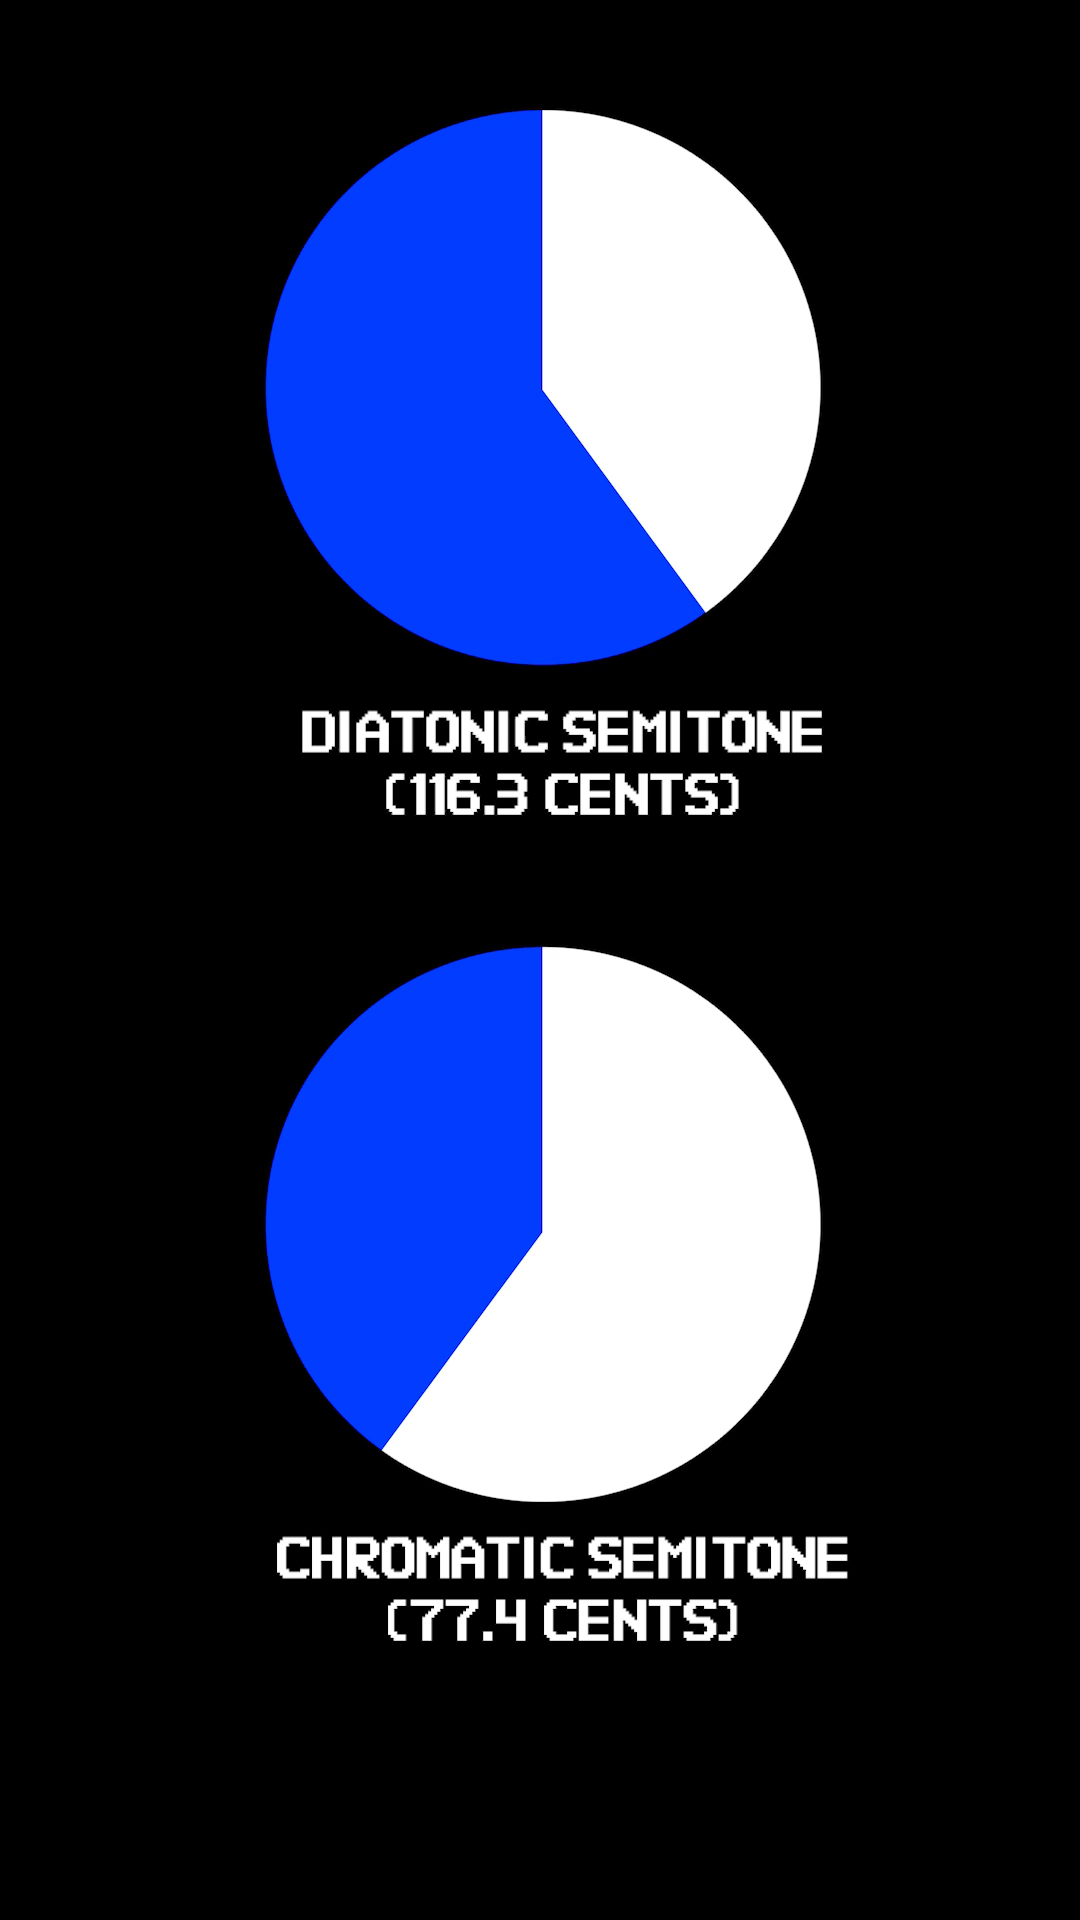 DIATONIC SEMITONE
(116.3 CENTS)
CHROMATIC SEMITONE
(77.4 CENTS)